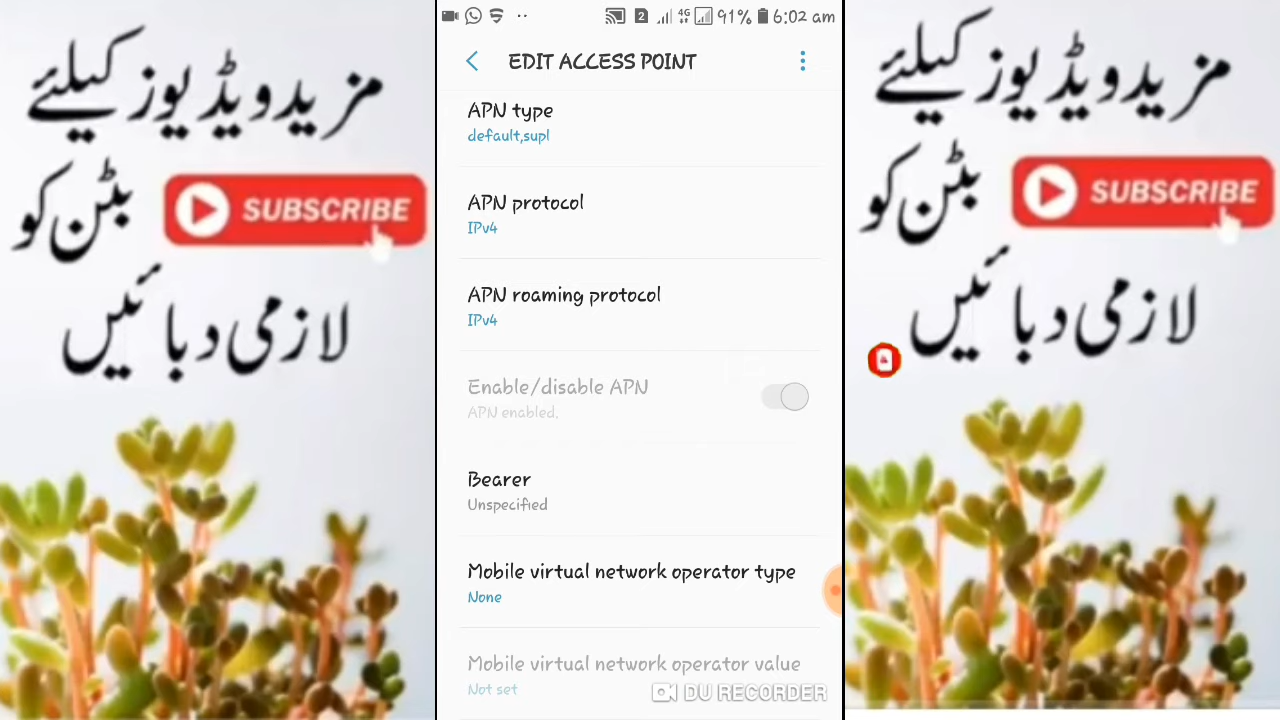 مزید ویڈیوز کیلئے
بٹن کو SUBSCRIBE
لازمی دبائیں
2 4G 91% 6:02 am
EDIT ACCESS POINT
APN type
default,supl
APN protocol
IPv4
APN roaming protocol
IPv4
Enable/disable APN
APN enabled.
Bearer
Unspecified
Mobile virtual network operator type
None
Mobile virtual network operator value
Not set
DU RECORDER
مزید ویڈیوز کیلئے
بٹن کو SUBSCRIBE
لازمی دبائیں